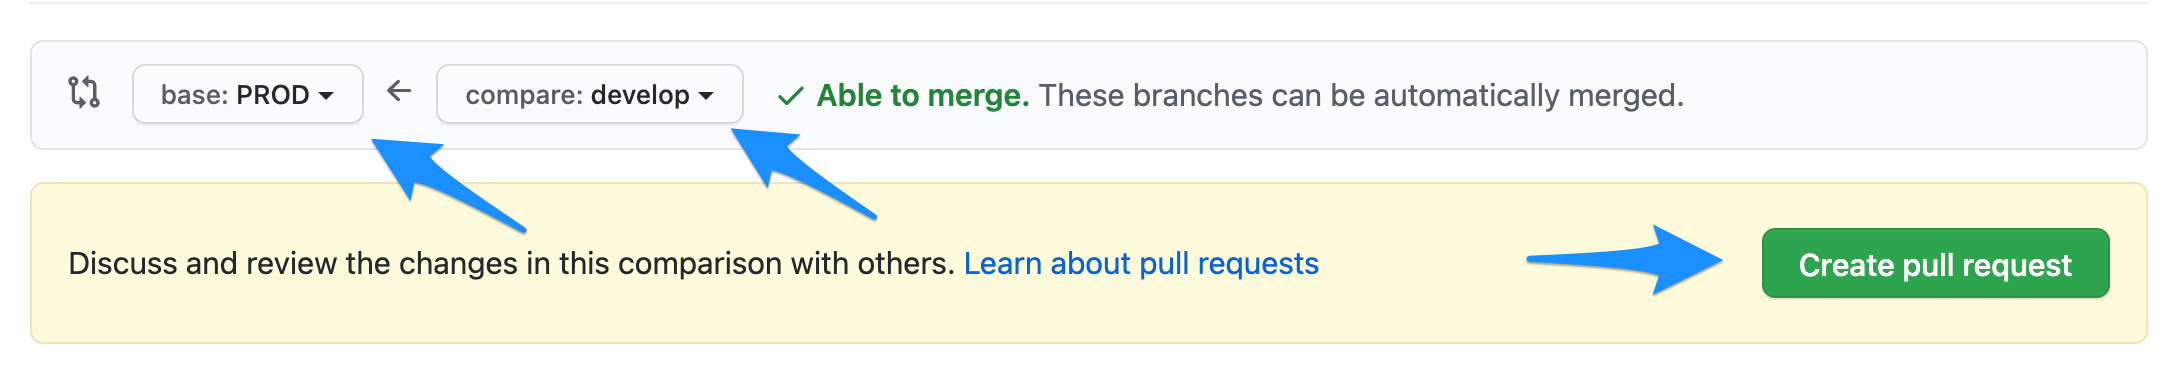 base: PROD compare: develop Able to merge. These branches can be automatically merged.
Discuss and review the changes in this comparison with others. Learn about pull requests Create pull request